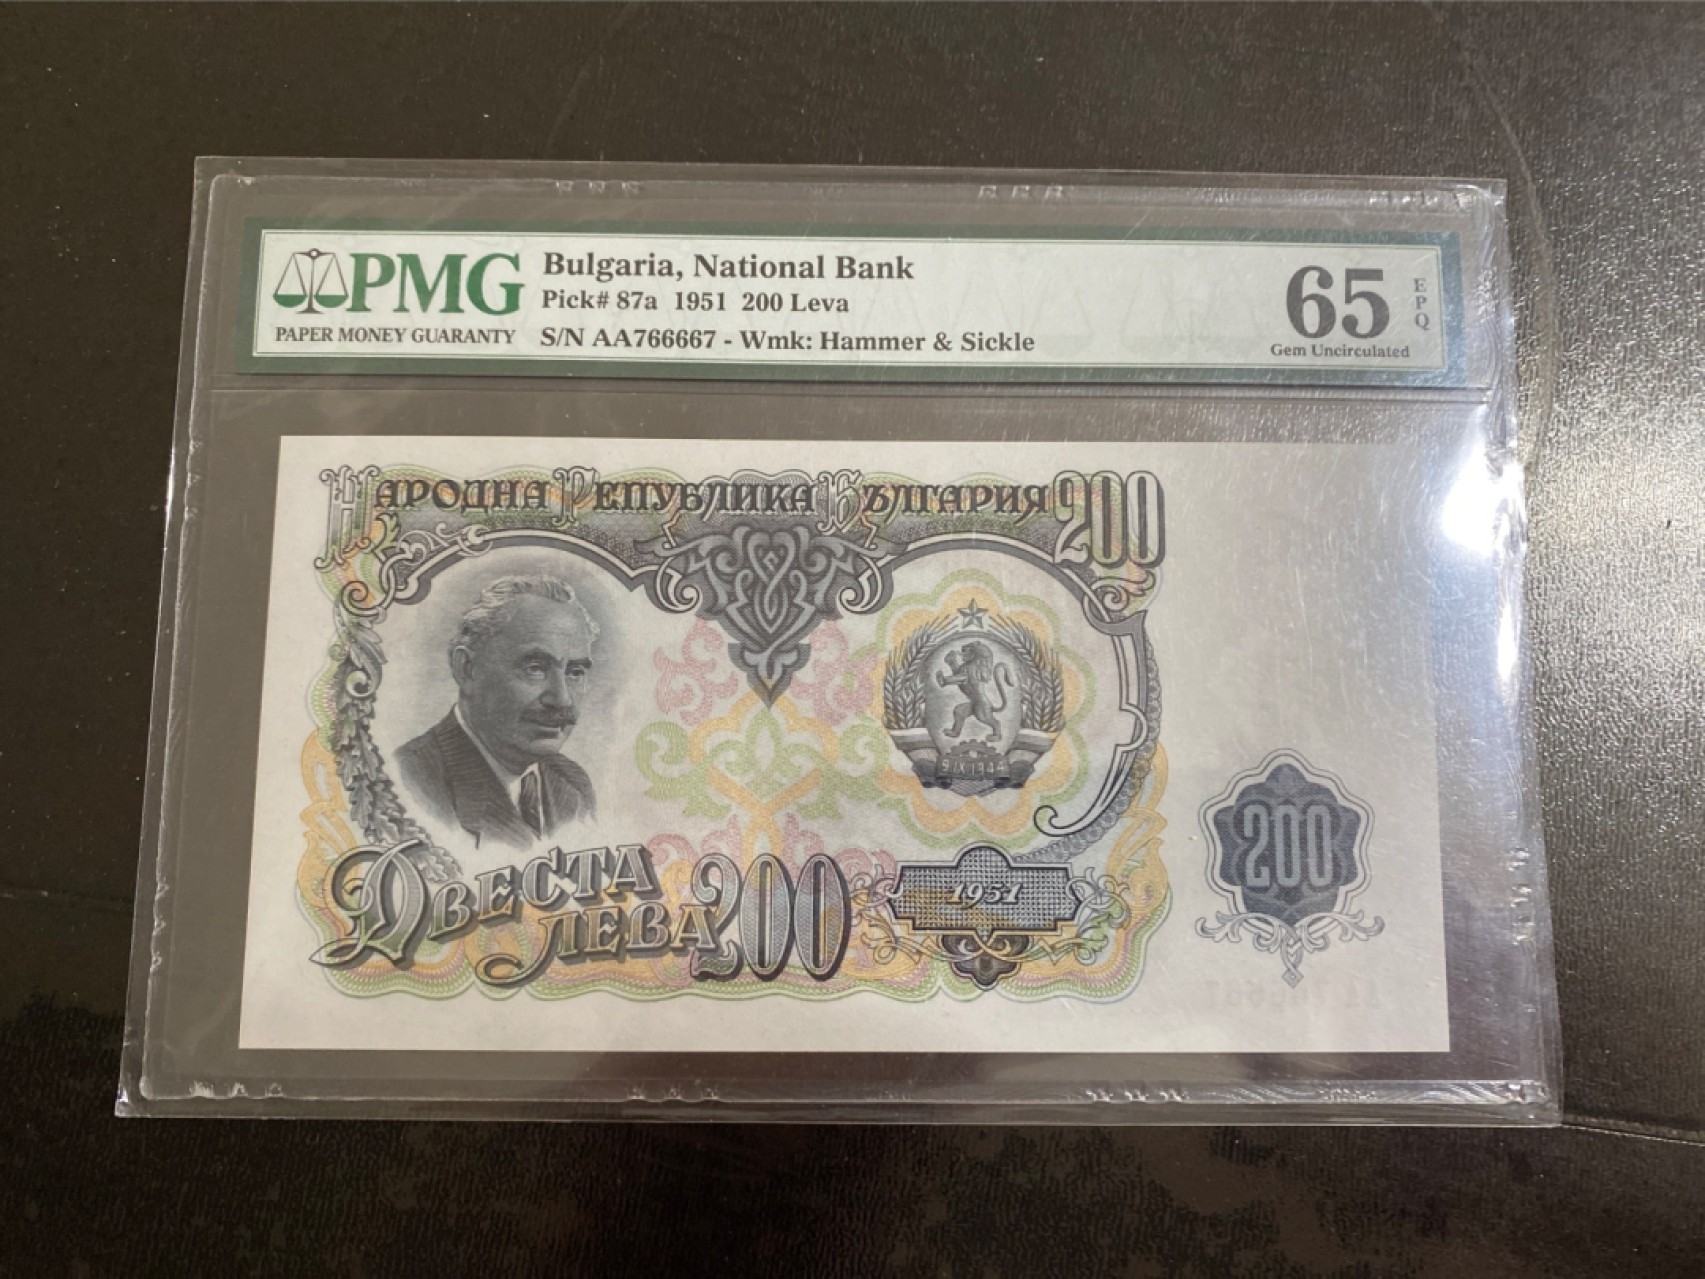 PMG
PAPER MONEY GUARANTY
Bulgaria, National Bank
Pick# 87a 1951 200 Leva
S/N AA766667 - Wmk: Hammer & Sickle
65
EPQ
Gem Uncirculated
НАРОДНА РЕПУБЛИКА БЪЛГАРИЯ 200
9 IX 1944
200
ДВЕСТА
ЛЕВА 200
1951